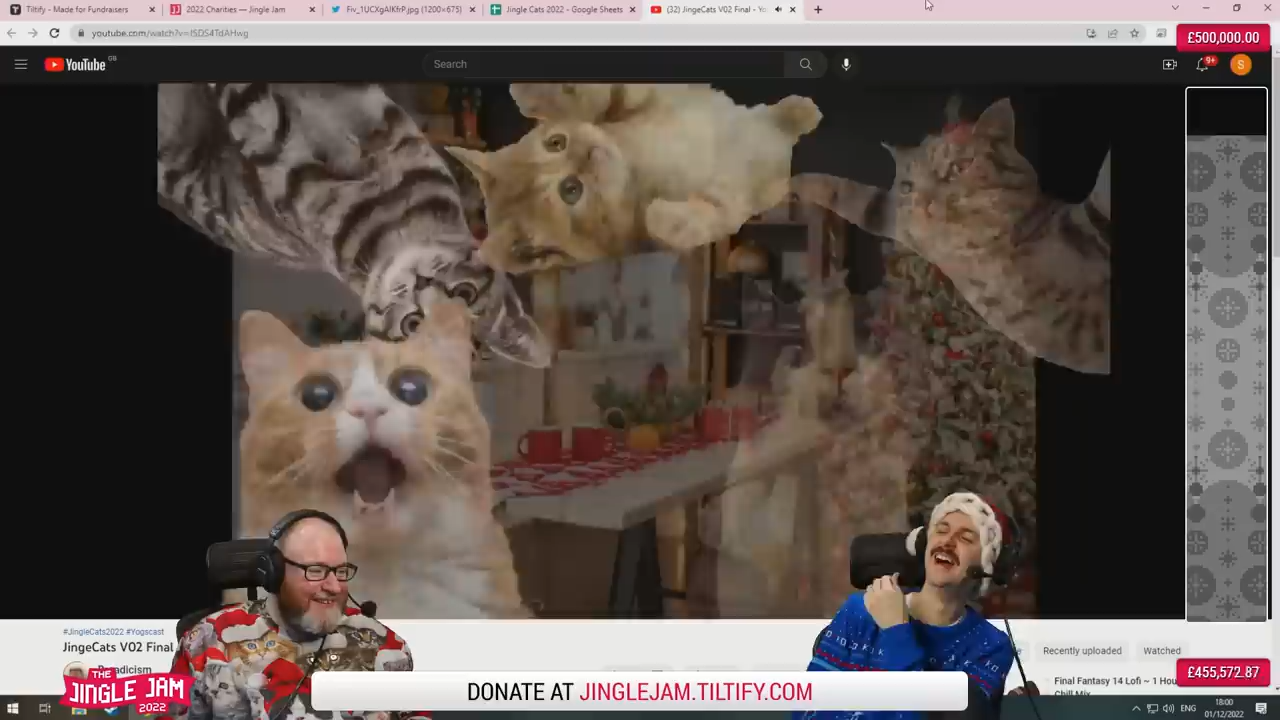 Tiltify - Made for Fundraisers
2022 Charities — Jingle Jam
Fiv_1UCXgAIKfrP.jpg (1200×675)
Jingle Cats 2022 - Google Sheets
(32) JingeCats V02 Final - Yo
youtube.com/watch?v=ISDS4TdAHwg
£500,000.00
YouTube GB
Search
9+
S
#JingleCats2022 #Yogscast
JingeCats V02 Final
Recently uploaded
Watched
Final Fantasy 14 Lofi ~ 1 Hou
Chill Mix
£455,572.87
THE
JINGLE JAM
2022
DONATE AT JINGLEJAM.TILTIFY.COM
ENG
18:00
01/12/2022